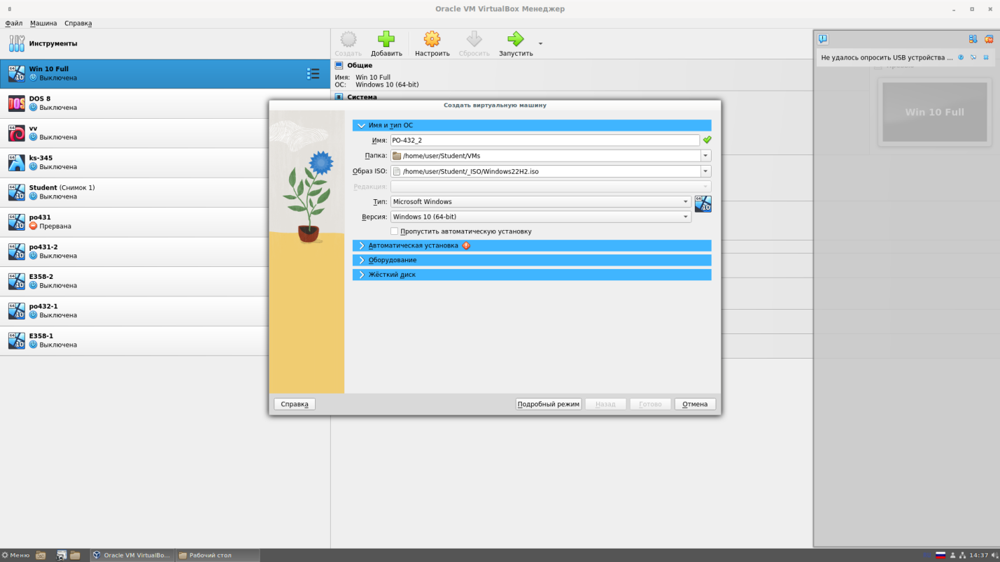 Oracle VM VirtualBox Менеджер
Файл Машина Справка
Инструменты
Создать Добавить Настроить Сбросить Запустить
Не удалось опросить USB устройства ...
Win 10 Full
Выключена
DOS 8
Выключена
vv
Выключена
ks-345
Выключена
Student (Снимок 1)
Выключена
po431
Прервана
po431-2
Выключена
E358-2
Выключена
po432-1
Выключена
E358-1
Выключена
Общие
Имя: Win 10 Full
ОС: Windows 10 (64-bit)
Система
Win 10 Full
Создать виртуальную машину
Имя и тип ОС
Имя: PO-432_2
Папка: /home/user/Student/VMs
Образ ISO: /home/user/Student/_ISO/Windows22H2.iso
Редакция:
Тип: Microsoft Windows
Версия: Windows 10 (64-bit)
Пропустить автоматическую установку
Автоматическая установка
Оборудование
Жёсткий диск
Справка Подробный режим Назад Готово Отмена
Меню Oracle VM VirtualBo... Рабочий стол 14:37